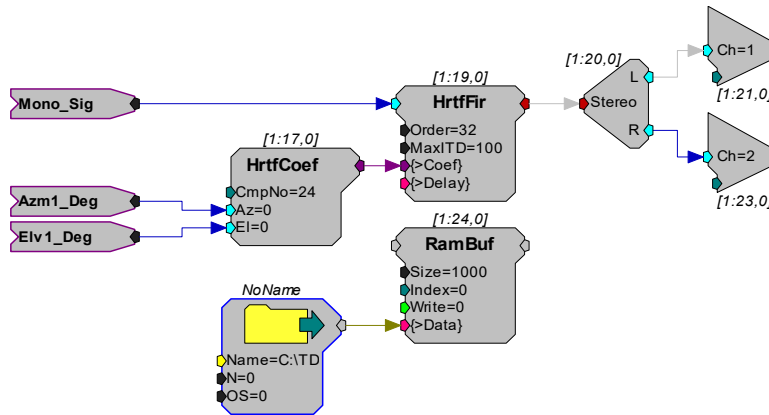 [1:20,0]
Ch=1
[1:19,0]
L
Mono_Sig
HrtfFir
Stereo
[1:21,0]
[1:17,0]
Order=32
R
HrtfCoef
MaxITD=100
{>Coef}
Ch=2
{>Delay}
CmpNo=24
Azm1_Deg
Az=0
[1:23,0]
Elv1_Deg
El=0
[1:24,0]
RamBuf
Size=1000
Index=0
Write=0
{>Data}
NoName
Name=C:\TD
N=0
OS=0